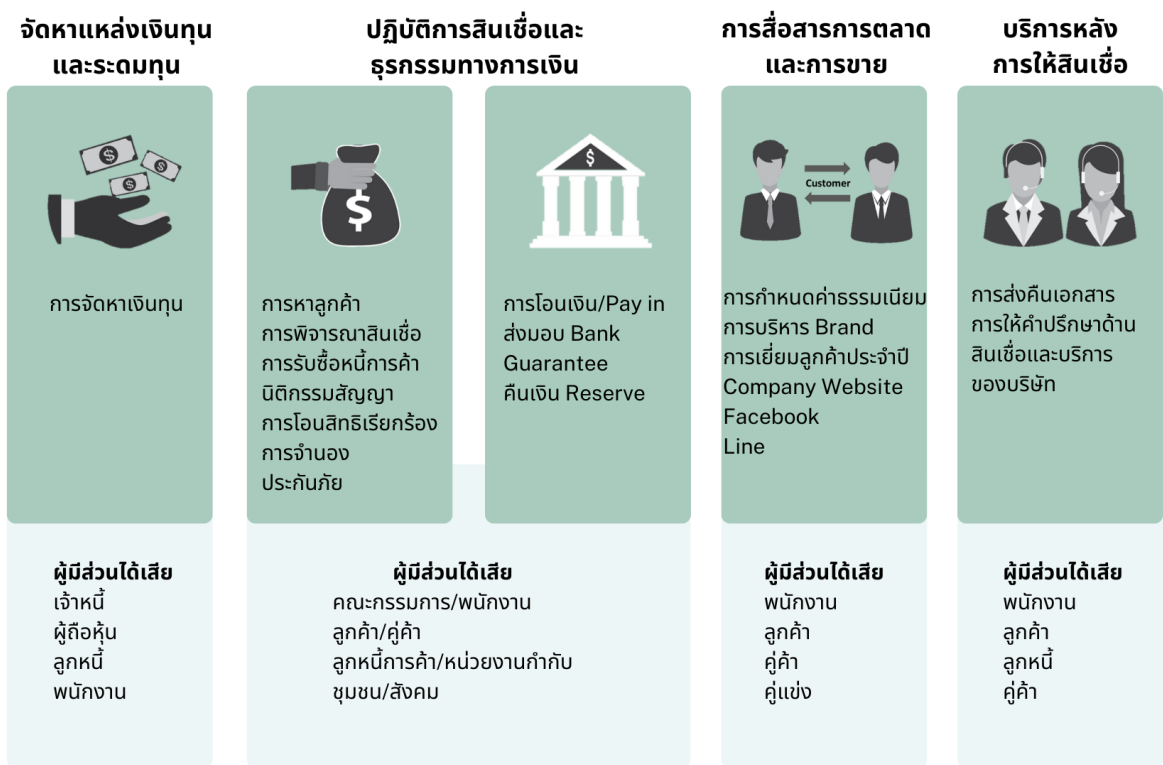 จัดหาแหล่งเงินทุน
และระดมทุน
$
$
$
การจัดหาเงินทุน
ผู้มีส่วนได้เสีย
เจ้าหนี้
ผู้ถือหุ้น
ลูกหนี้
พนักงาน
ปฏิบัติการสินเชื่อและ
ธุรกรรมทางการเงิน
$
การหาลูกค้า
การพิจารณาสินเชื่อ
การรับซื้อหนี้การค้า
นิติกรรมสัญญา
การโอนสิทธิเรียกร้อง
การจำนอง
ประกันภัย
$
การโอนเงิน/Pay in
ส่งมอบ Bank
Guarantee
คืนเงิน Reserve
ผู้มีส่วนได้เสีย
คณะกรรมการ/พนักงาน
ลูกค้า/คู่ค้า
ลูกหนี้การค้า/หน่วยงานกำกับ
ชุมชน/สังคม
การสื่อสารการตลาด
และการขาย
Customer
การกำหนดค่าธรรมเนียม
การบริหาร Brand
การเยี่ยมลูกค้าประจำปี
Company Website
Facebook
Line
ผู้มีส่วนได้เสีย
พนักงาน
ลูกค้า
คู่ค้า
คู่แข่ง
บริการหลัง
การให้สินเชื่อ
การส่งคืนเอกสาร
การให้คำปรึกษาด้าน
สินเชื่อและบริการ
ของบริษัท
ผู้มีส่วนได้เสีย
พนักงาน
ลูกค้า
ลูกหนี้
คู่ค้า